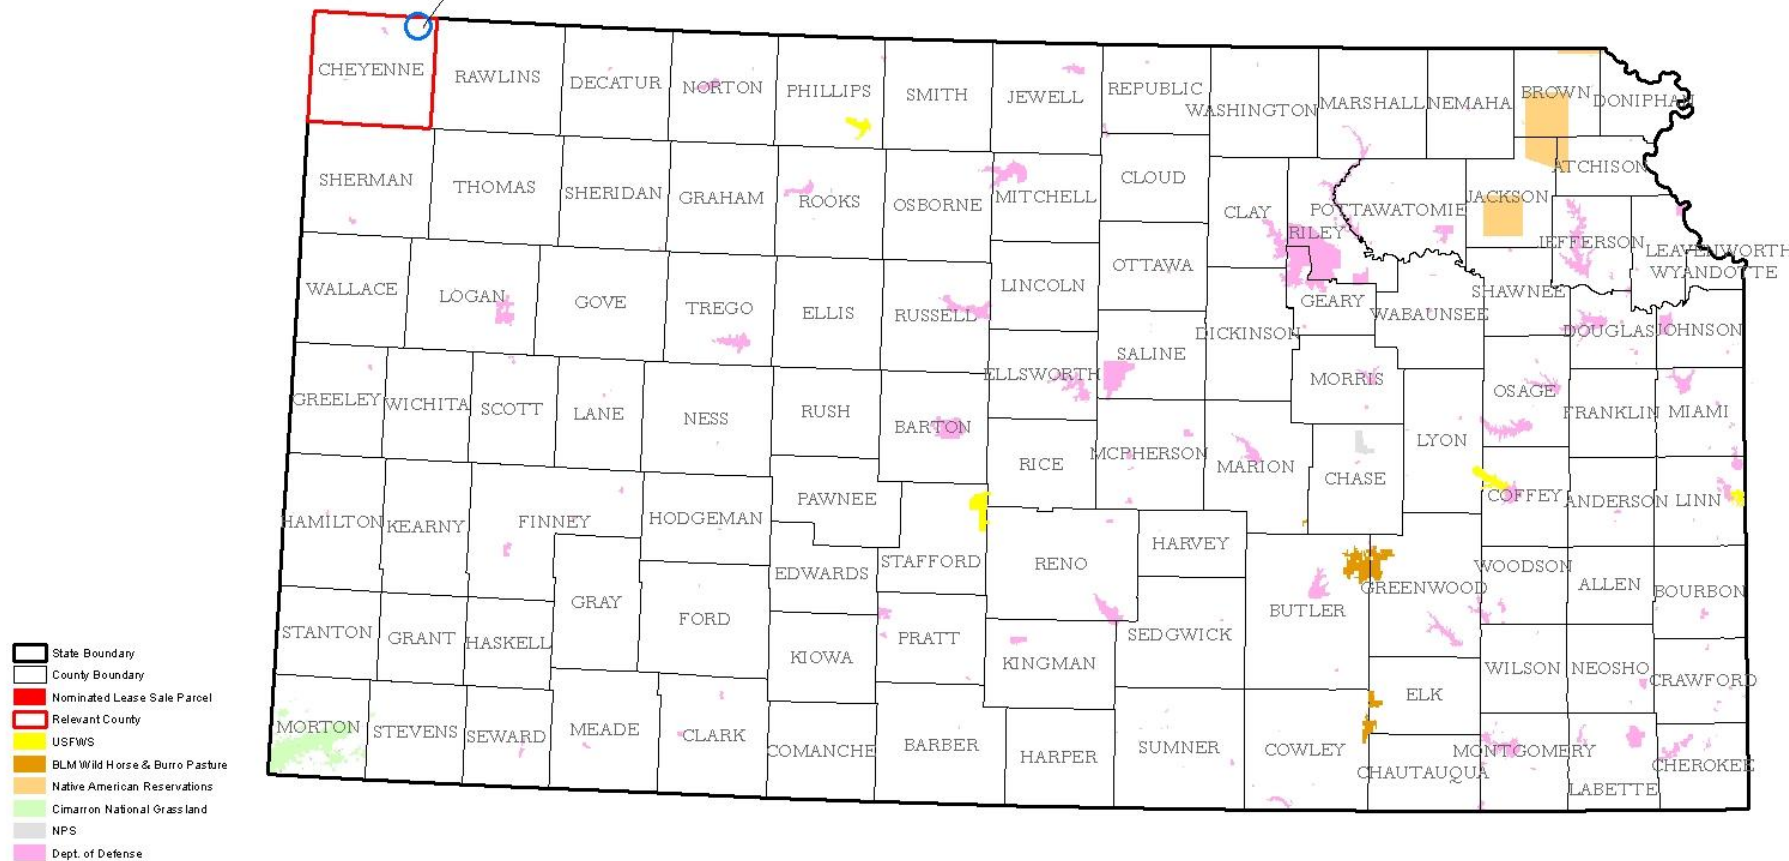 CHEYENNE
RAWLINS
DECATUR
NORTON
PHILLIPS
SMITH
JEWELL
REPUBLIC
WASHINGTON
MARSHALL
NEMAHA
BROWN
DONIPHAN
SHERMAN
THOMAS
SHERIDAN
GRAHAM
ROOKS
OSBORNE
MITCHELL
CLOUD
CLAY
RILEY
POTTAWATOMIE
JACKSON
ATCHISON
JEFFERSON
LEAVENWORTH
WYANDOTTE
WALLACE
LOGAN
GOVE
TREGO
ELLIS
RUSSELL
LINCOLN
OTTAWA
DICKINSON
GEARY
WABAUNSEE
SHAWNEE
DOUGLAS
JOHNSON
GREELEY
WICHITA
SCOTT
LANE
NESS
RUSH
BARTON
ELLSWORTH
SALINE
MORRIS
OSAGE
FRANKLIN
MIAMI
RICE
MCPHERSON
MARION
CHASE
LYON
COFFEY
ANDERSON
LINN
HAMILTON
KEARNY
FINNEY
HODGEMAN
PAWNEE
STAFFORD
EDWARDS
RENO
HARVEY
BUTLER
GREENWOOD
WOODSON
ALLEN
BOURBON
STANTON
GRANT
HASKELL
GRAY
FORD
KIOWA
PRATT
KINGMAN
SEDGWICK
ELK
WILSON
NEOSHO
CRAWFORD
MORTON
STEVENS
SEWARD
MEADE
CLARK
COMANCHE
BARBER
HARPER
SUMNER
COWLEY
CHAUTAUQUA
MONTGOMERY
LABETTE
CHEROKEE
State Boundary
County Boundary
Nominated Lease Sale Parcel
Relevant County
USFWS
BLM Wild Horse & Burro Pasture
Native American Reservations
Cimarron National Grassland
NPS
Dept. of Defense